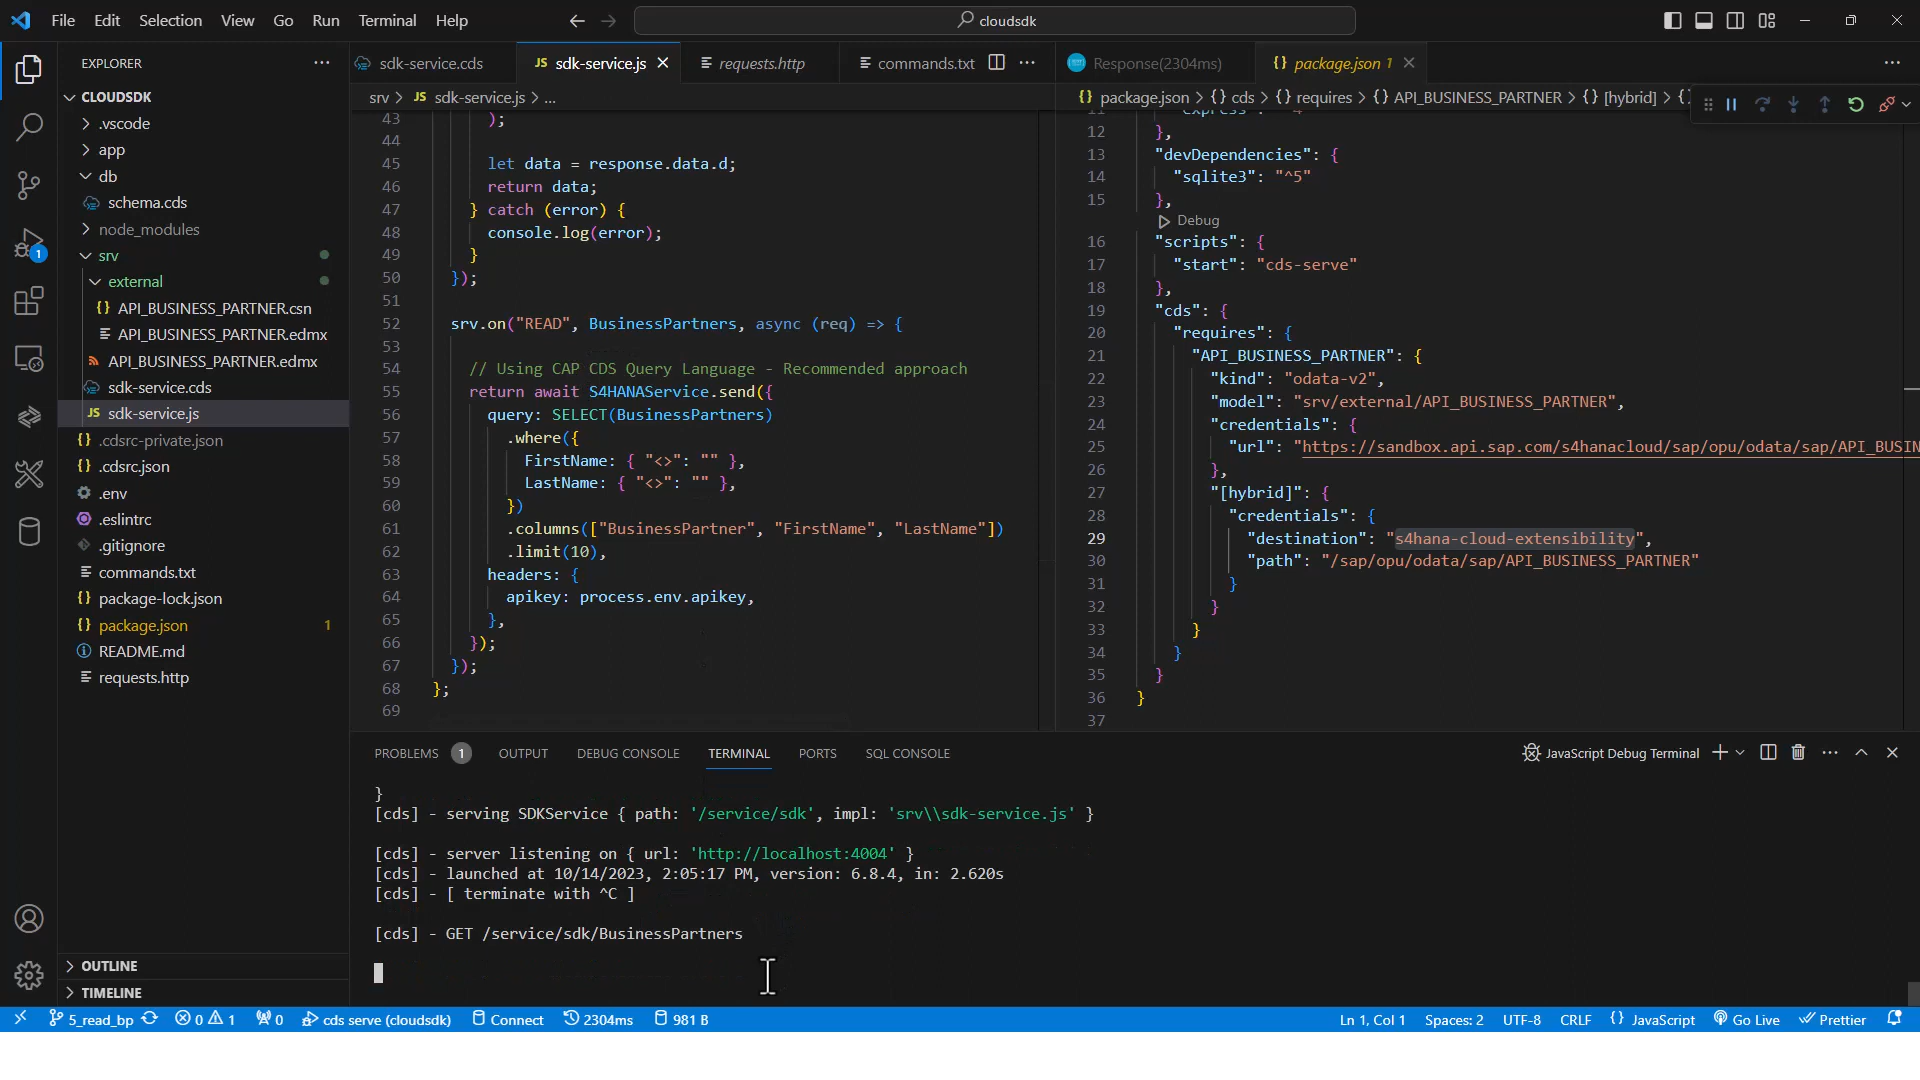 File Edit Selection View Go Run Terminal Help
cloudsdk
EXPLORER
CLOUDSDK
.vscode
app
db
schema.cds
node_modules
srv
external
API_BUSINESS_PARTNER.csn
API_BUSINESS_PARTNER.edmx
API_BUSINESS_PARTNER.edmx
sdk-service.cds
JS sdk-service.js
{} .cdsrc-private.json
{} .cdsrc.json
.env
.eslintrc
.gitignore
commands.txt
{} package-lock.json
{} package.json 1
README.md
requests.http
OUTLINE
TIMELINE
1
sdk-service.cds
JS sdk-service.js
requests.http
commands.txt
srv > JS sdk-service.js > ...
43 );
44
45 let data = response.data.d;
46 return data;
47 } catch (error) {
48 console.log(error);
49 }
50 });
51
52 srv.on("READ", BusinessPartners, async (req) => {
53
54 // Using CAP CDS Query Language - Recommended approach
55 return await S4HANAService.send({
56 query: SELECT(BusinessPartners)
57 .where({
58 FirstName: { "<>": "" },
59 LastName: { "<>": "" },
60 })
61 .columns(["BusinessPartner", "FirstName", "LastName"])
62 .limit(10),
63 headers: {
64 apikey: process.env.apikey,
65 },
66 });
67 });
68 };
69
Response(2304ms)
{} package.json 1
{} package.json > {} cds > {} requires > {} API_BUSINESS_PARTNER > {} [hybrid] > {}
12 },
13 "devDependencies": {
14 "sqlite3": "^5"
15 },
Debug
16 "scripts": {
17 "start": "cds-serve"
18 },
19 "cds": {
20 "requires": {
21 "API_BUSINESS_PARTNER": {
22 "kind": "odata-v2",
23 "model": "srv/external/API_BUSINESS_PARTNER",
24 "credentials": {
25 "url": "https://sandbox.api.sap.com/s4hanacloud/sap/opu/odata/sap/API_BUSIN
26 },
27 "[hybrid]": {
28 "credentials": {
29 "destination": "s4hana-cloud-extensibility",
30 "path": "/sap/opu/odata/sap/API_BUSINESS_PARTNER"
31 }
32 }
33 }
34 }
35 }
36 }
37
PROBLEMS 1 OUTPUT DEBUG CONSOLE TERMINAL PORTS SQL CONSOLE
JavaScript Debug Terminal
}
[cds] - serving SDKService { path: '/service/sdk', impl: 'srv\\sdk-service.js' }
[cds] - server listening on { url: 'http://localhost:4004' }
[cds] - launched at 10/14/2023, 2:05:17 PM, version: 6.8.4, in: 2.620s
[cds] - [ terminate with ^C ]
[cds] - GET /service/sdk/BusinessPartners
5_read_bp 0 1 0 cds serve (cloudsdk) Connect 2304ms 981 B Ln 1, Col 1 Spaces: 2 UTF-8 CRLF {} JavaScript Go Live Prettier